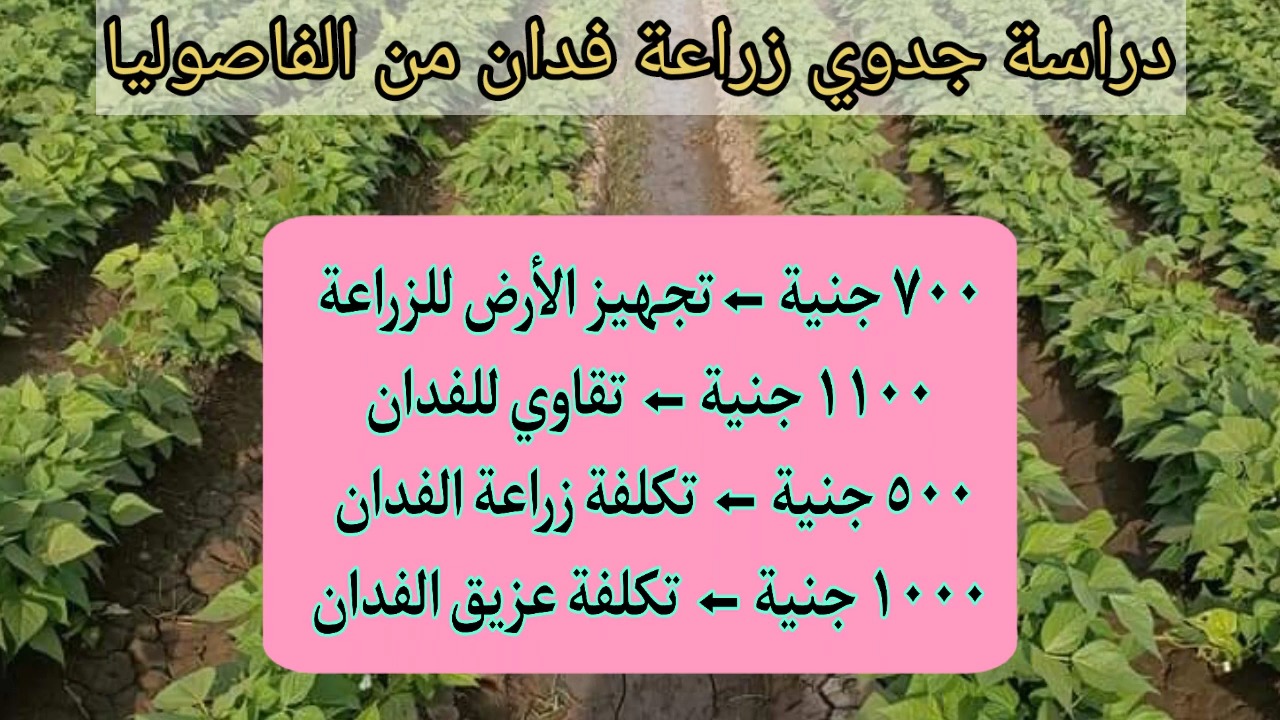 دراسة جدوي زراعة فدان من الفاصوليا
٧٠٠ جنية ← تجهيز الأرض للزراعة
١١٠٠ جنية ← تقاوي للفدان
٥٠٠ جنية ← تكلفة زراعة الفدان
١٠٠٠ جنية ← تكلفة عزيق الفدان